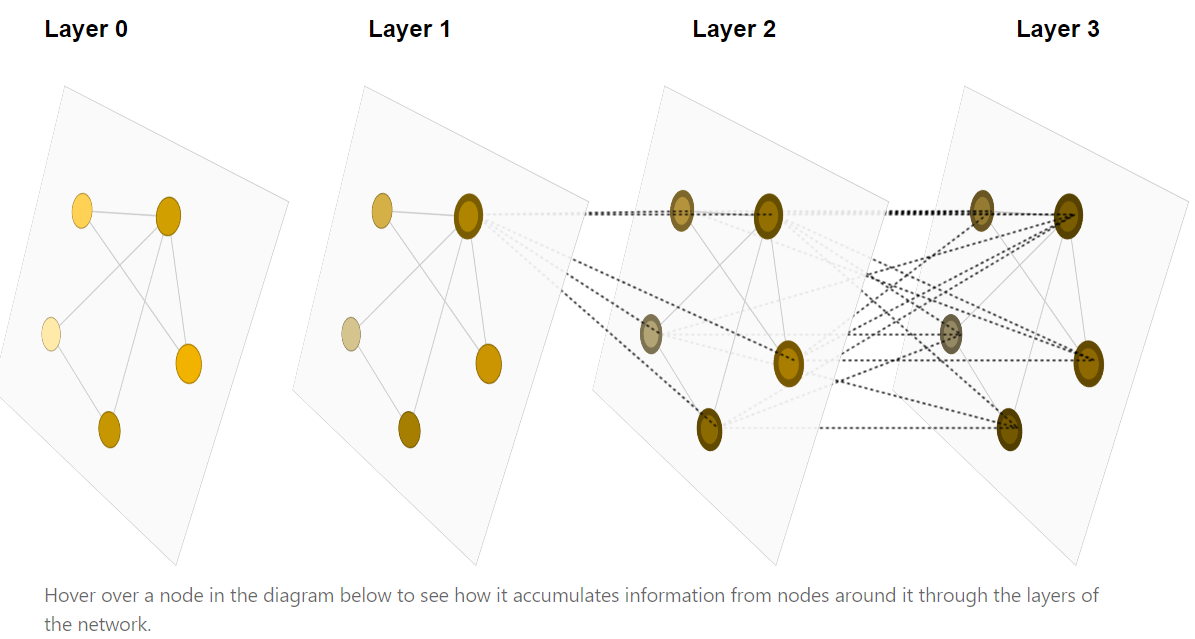 Layer 0 Layer 1 Layer 2 Layer 3
Hover over a node in the diagram below to see how it accumulates information from nodes around it through the layers of
the network.